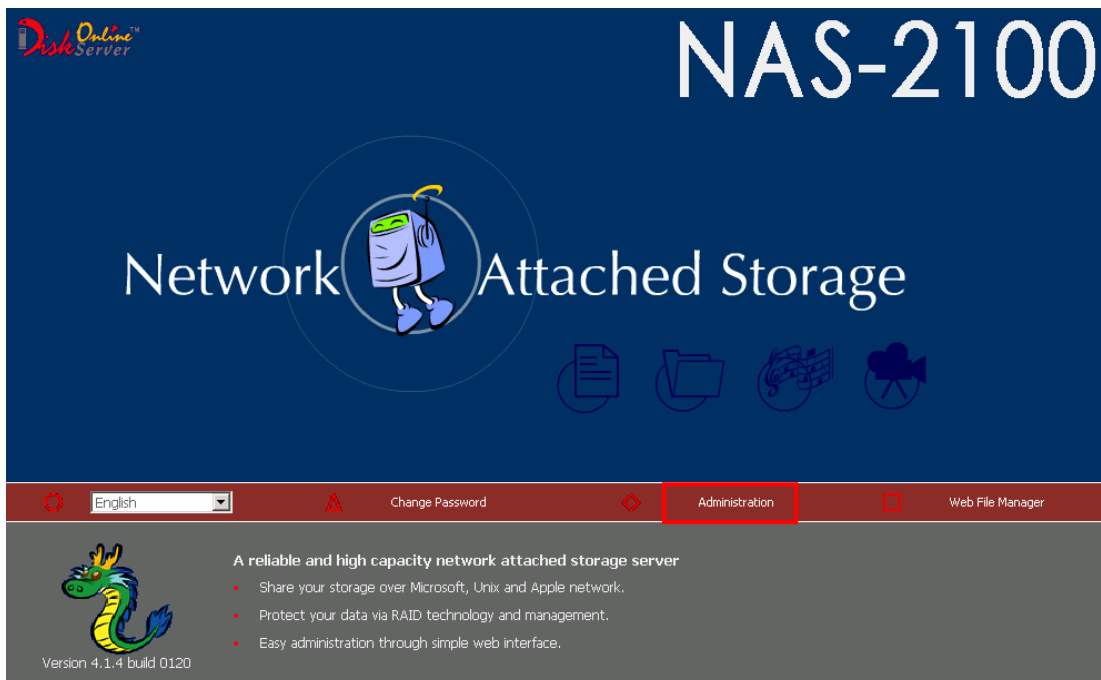 Disk Online™ Server
NAS-2100
Network Attached Storage
English
Change Password
Administration
Web File Manager
A reliable and high capacity network attached storage server
Share your storage over Microsoft, Unix and Apple network.
Protect your data via RAID technology and management.
Easy administration through simple web interface.
Version 4.1.4 build 0120